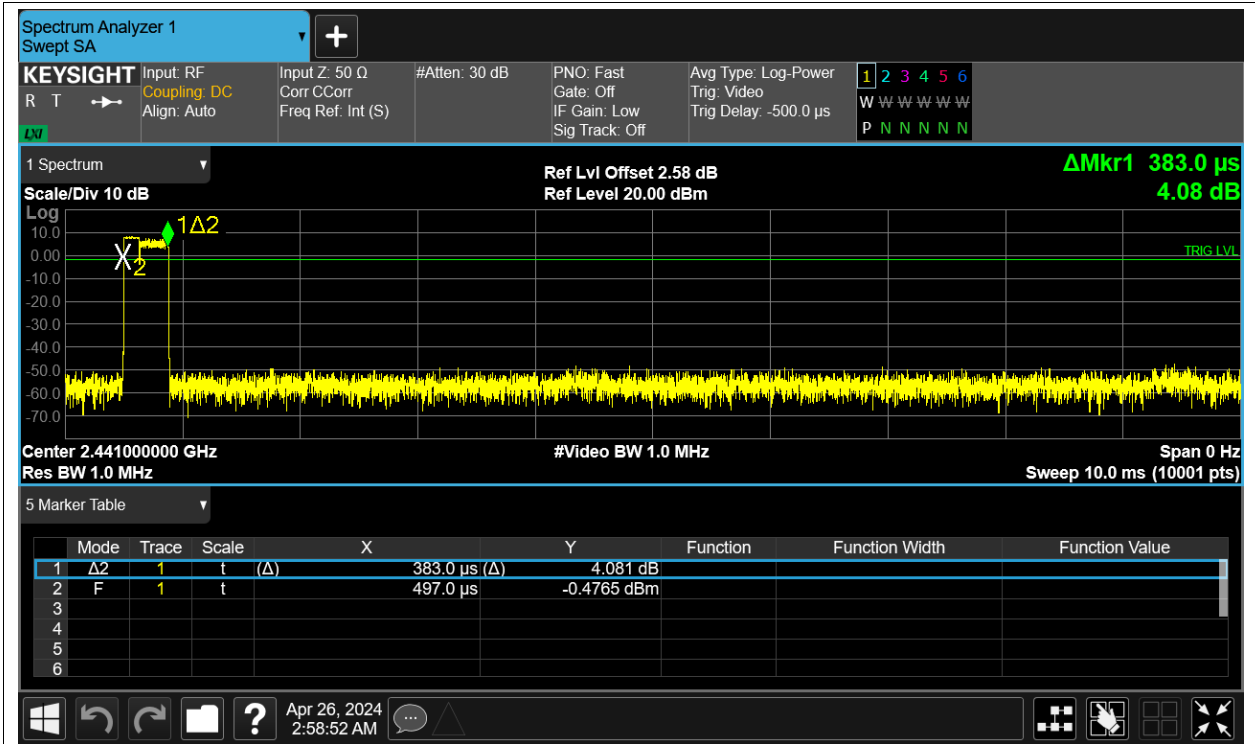 Spectrum Analyzer 1
Swept SA
+
KEYSIGHT
R T
LXI
Input: RF
Coupling: DC
Align: Auto
Input Z: 50 Ω
Corr CCorr
Freq Ref: Int (S)
#Atten: 30 dB
PNO: Fast
Gate: Off
IF Gain: Low
Sig Track: Off
Avg Type: Log-Power
Trig: Video
Trig Delay: -500.0 µs
1 2 3 4 5 6
W W W W W W
P N N N N N
1 Spectrum
Scale/Div 10 dB
Ref Lvl Offset 2.58 dB
Ref Level 20.00 dBm
ΔMkr1 383.0 µs
4.08 dB
Log
10.0
0.00
-10.0
-20.0
-30.0
-40.0
-50.0
-60.0
-70.0
1Δ2
X2
TRIG LVL
Center 2.441000000 GHz
#Video BW 1.0 MHz
Span 0 Hz
Res BW 1.0 MHz
Sweep 10.0 ms (10001 pts)
5 Marker Table
Mode Trace Scale X Y Function Function Width Function Value
1 Δ2 1 t (Δ) 383.0 µs (Δ) 4.081 dB
2 F 1 t 497.0 µs -0.4765 dBm
3
4
5
6
?
Apr 26, 2024
2:58:52 AM